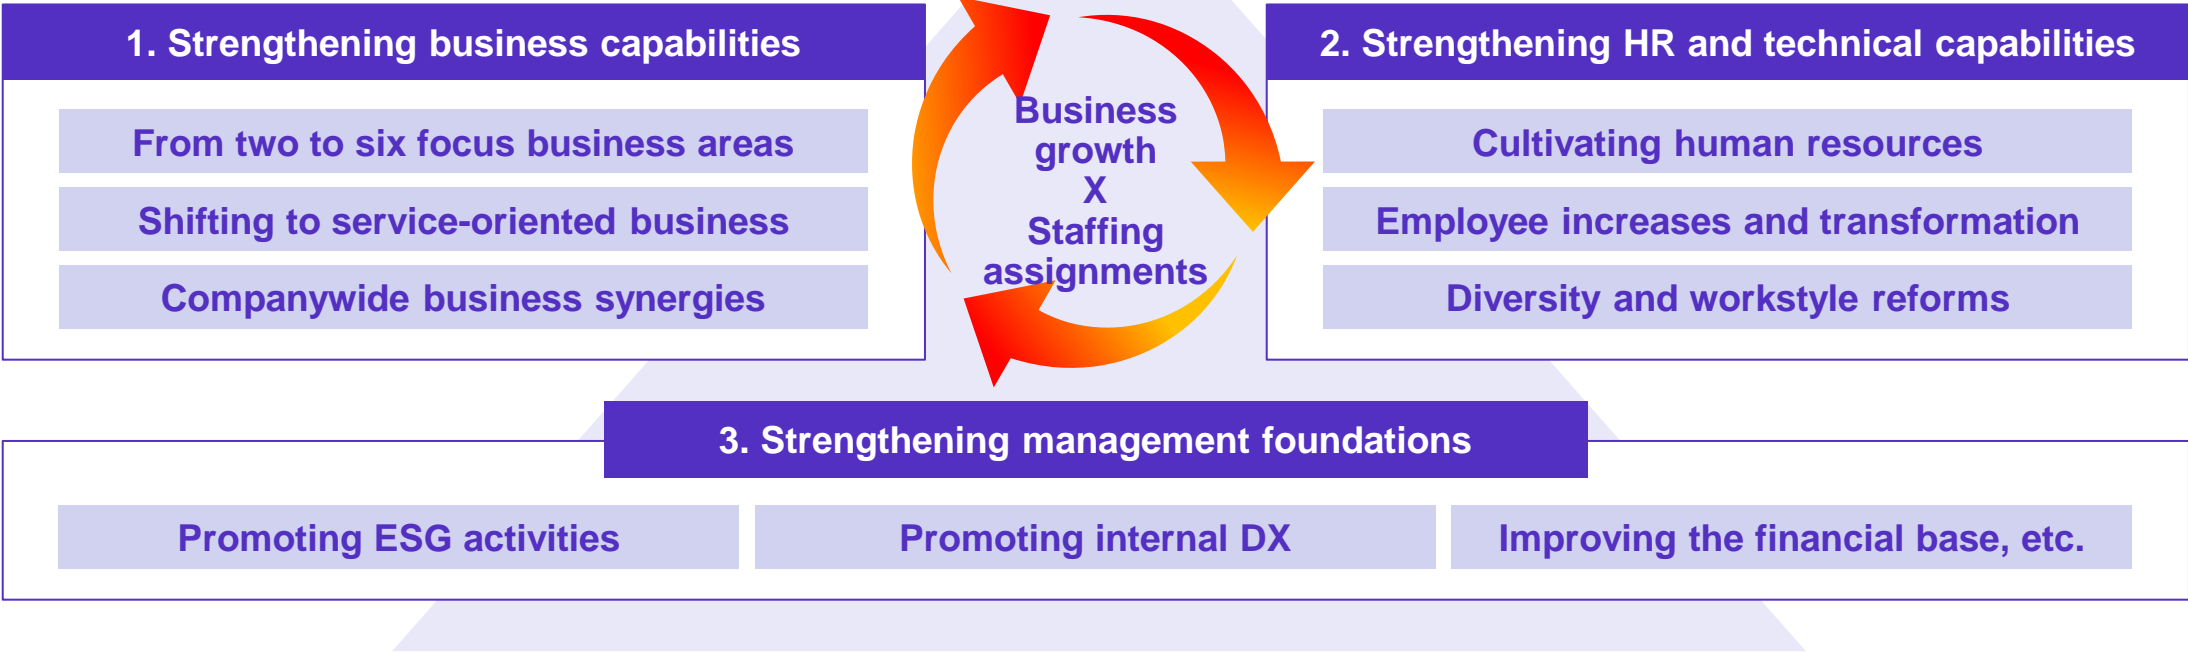 1. Strengthening business capabilities
From two to six focus business areas
Shifting to service-oriented business
Companywide business synergies
Business
growth
X
Staffing
assignments
2. Strengthening HR and technical capabilities
Cultivating human resources
Employee increases and transformation
Diversity and workstyle reforms
3. Strengthening management foundations
Promoting ESG activities
Promoting internal DX
Improving the financial base, etc.